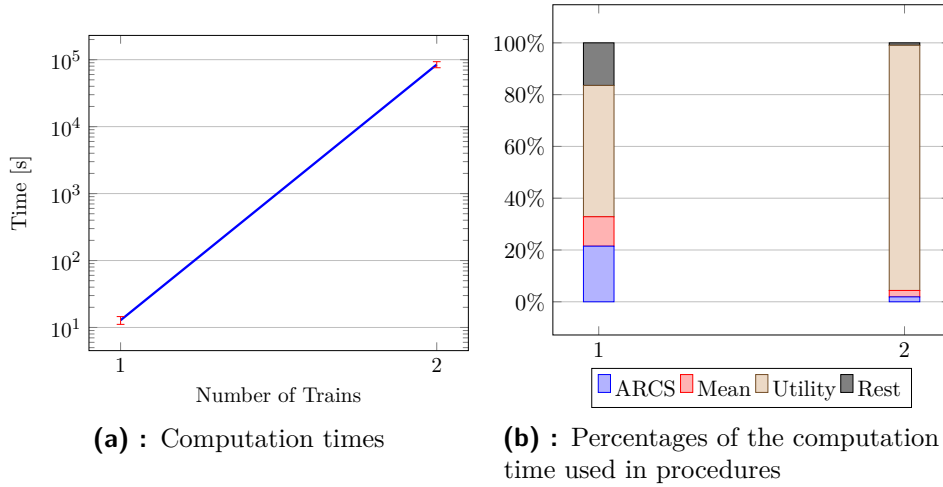 10^5
10^4
10^3
10^2
10^1
Time [s]
1 2
Number of Trains
(a) : Computation times
100%
80%
60%
40%
20%
0%
1 2
ARCS Mean Utility Rest
(b) : Percentages of the computation
time used in procedures